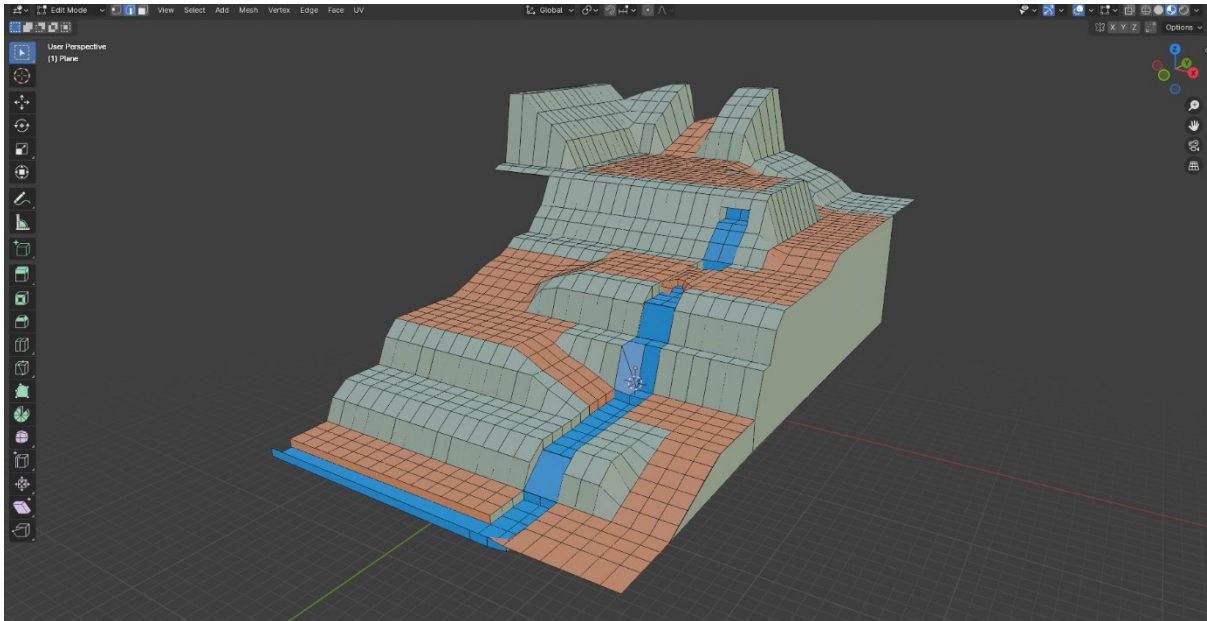 Edit Mode View Select Add Mesh Vertex Edge Face UV Global
X Y Z Options
User Perspective
(1) Plane
Z
Y
X